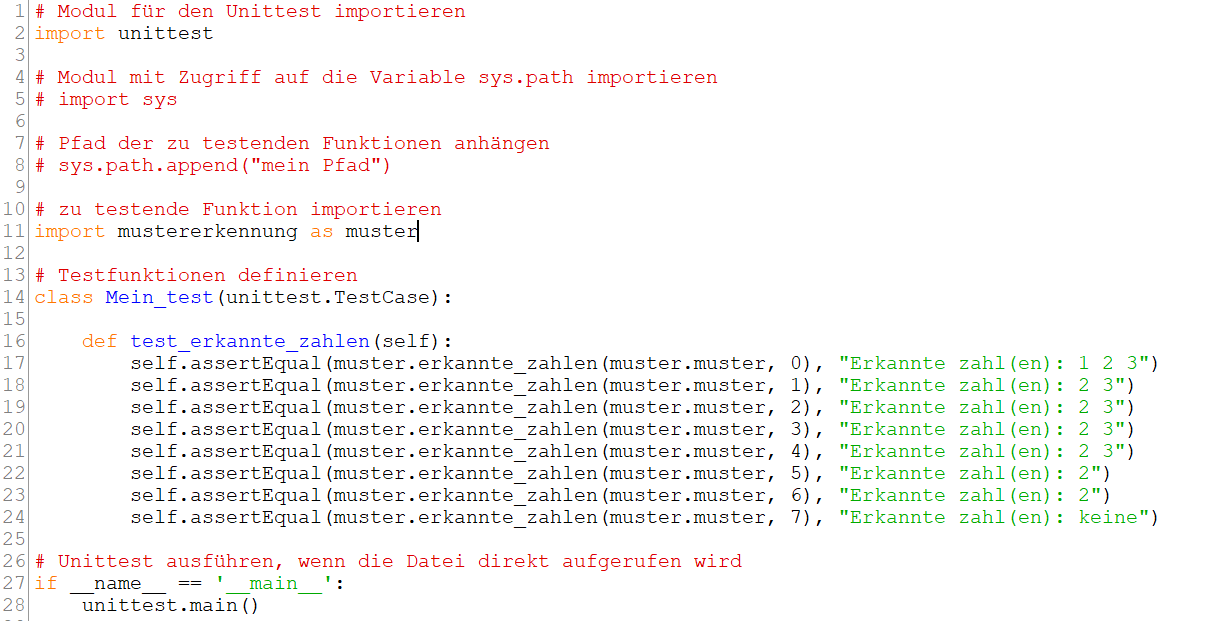 1 # Modul für den Unittest importieren
2 import unittest
3
4 # Modul mit Zugriff auf die Variable sys.path importieren
5 # import sys
6
7 # Pfad der zu testenden Funktionen anhängen
8 # sys.path.append("mein Pfad")
9
10 # zu testende Funktion importieren
11 import mustererkennung as muster
12
13 # Testfunktionen definieren
14 class Mein_test(unittest.TestCase):
15
16     def test_erkannte_zahlen(self):
17         self.assertEqual(muster.erkannte_zahlen(muster.muster, 0), "Erkannte zahl(en): 1 2 3")
18         self.assertEqual(muster.erkannte_zahlen(muster.muster, 1), "Erkannte zahl(en): 2 3")
19         self.assertEqual(muster.erkannte_zahlen(muster.muster, 2), "Erkannte zahl(en): 2 3")
20         self.assertEqual(muster.erkannte_zahlen(muster.muster, 3), "Erkannte zahl(en): 2 3")
21         self.assertEqual(muster.erkannte_zahlen(muster.muster, 4), "Erkannte zahl(en): 2 3")
22         self.assertEqual(muster.erkannte_zahlen(muster.muster, 5), "Erkannte zahl(en): 2")
23         self.assertEqual(muster.erkannte_zahlen(muster.muster, 6), "Erkannte zahl(en): 2")
24         self.assertEqual(muster.erkannte_zahlen(muster.muster, 7), "Erkannte zahl(en): keine")
25
26 # Unittest ausführen, wenn die Datei direkt aufgerufen wird
27 if __name__ == '__main__':
28     unittest.main()